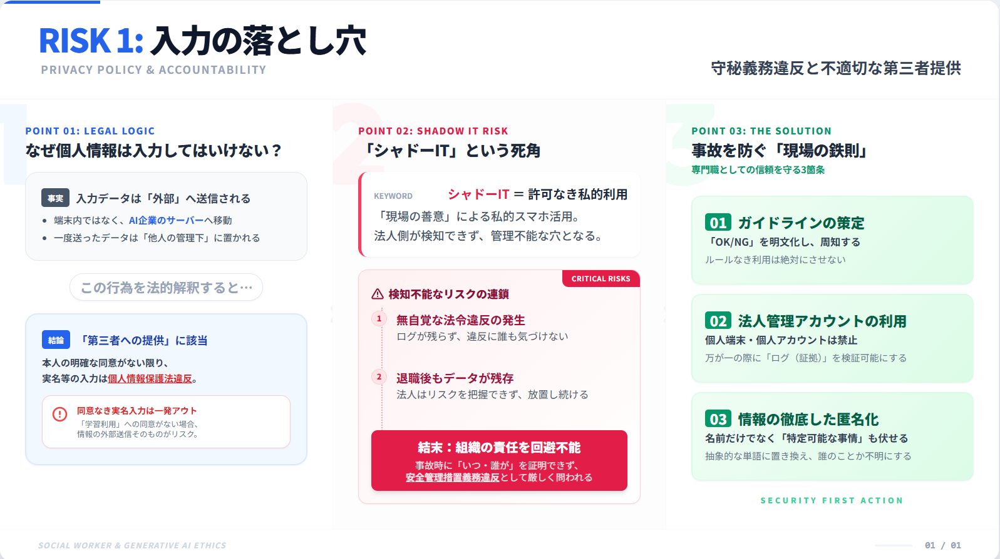 RISK 1: 入力の落とし穴
PRIVACY POLICY & ACCOUNTABILITY
守秘義務違反と不適切な第三者提供
1
POINT 01: LEGAL LOGIC
なぜ個人情報は入力してはいけない？
事実 入力データは「外部」へ送信される
• 端末内ではなく、AI企業のサーバーへ移動
• 一度送ったデータは「他人の管理下」に置かれる
この行為を法的解釈すると…
結論 「第三者への提供」に該当
本人の明確な同意がない限り、
実名等の入力は個人情報保護法違反。
同意なき実名入力は一発アウト
「学習利用」への同意がない場合、
情報の外部送信そのものがリスク。
2
POINT 02: SHADOW IT RISK
「シャドーIT」という死角
KEYWORD シャドーIT ＝ 許可なき私的利用
「現場の善意」による私的スマホ活用。
法人側が検知できず、管理不能な穴となる。
CRITICAL RISKS
検知不能なリスクの連鎖
1 無自覚な法令違反の発生
ログが残らず、違反に誰も気づけない
2 退職後もデータが残存
法人はリスクを把握できず、放置し続ける
結末：組織の責任を回避不能
事故時に「いつ・誰が」を証明できず、
安全管理措置義務違反として厳しく問われる
3
POINT 03: THE SOLUTION
事故を防ぐ「現場の鉄則」
専門職としての信頼を守る3箇条
01 ガイドラインの策定
「OK/NG」を明文化し、周知する
ルールなき利用は絶対にさせない
02 法人管理アカウントの利用
個人端末・個人アカウントは禁止
万が一の際に「ログ（証拠）」を検証可能にする
03 情報の徹底した匿名化
名前だけでなく「特定可能な事情」も伏せる
抽象的な単語に置き換え、誰のことか不明にする
SECURITY FIRST ACTION
SOCIAL WORKER & GENERATIVE AI ETHICS
01 / 01